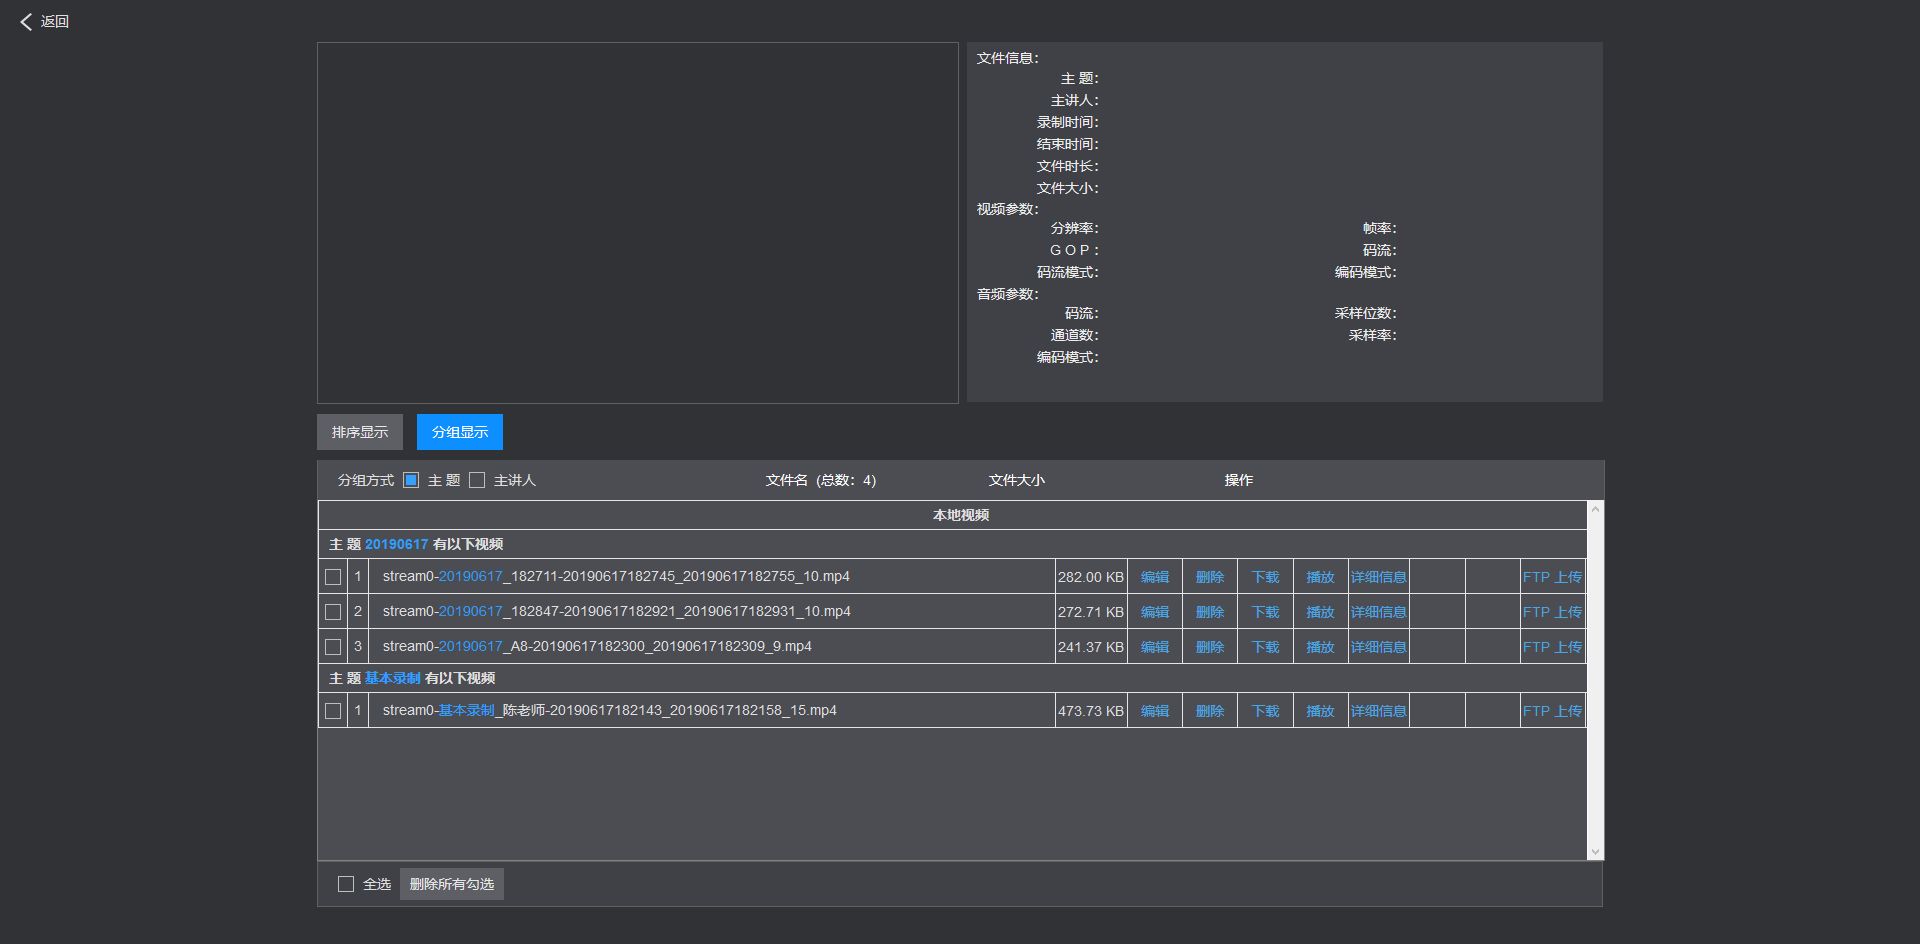 返回
文件信息：
主 题：
主讲人：
录制时间：
结束时间：
文件时长：
文件大小：
视频参数：
分辨率： 帧率：
G O P： 码流：
码流模式： 编码模式：
音频参数：
码流： 采样位数：
通道数： 采样率：
编码模式：
排序显示 分组显示
分组方式 主 题 主讲人 文件名 (总数：4) 文件大小 操作
本地视频
主 题 20190617 有以下视频
1 stream0-20190617_182711-20190617182745_20190617182755_10.mp4 282.00 KB 编辑 删除 下载 播放 详细信息 FTP 上传
2 stream0-20190617_182847-20190617182921_20190617182931_10.mp4 272.71 KB 编辑 删除 下载 播放 详细信息 FTP 上传
3 stream0-20190617_A8-20190617182300_20190617182309_9.mp4 241.37 KB 编辑 删除 下载 播放 详细信息 FTP 上传
主 题 基本录制 有以下视频
1 stream0-基本录制_陈老师-20190617182143_20190617182158_15.mp4 473.73 KB 编辑 删除 下载 播放 详细信息 FTP 上传
全选 删除所有勾选